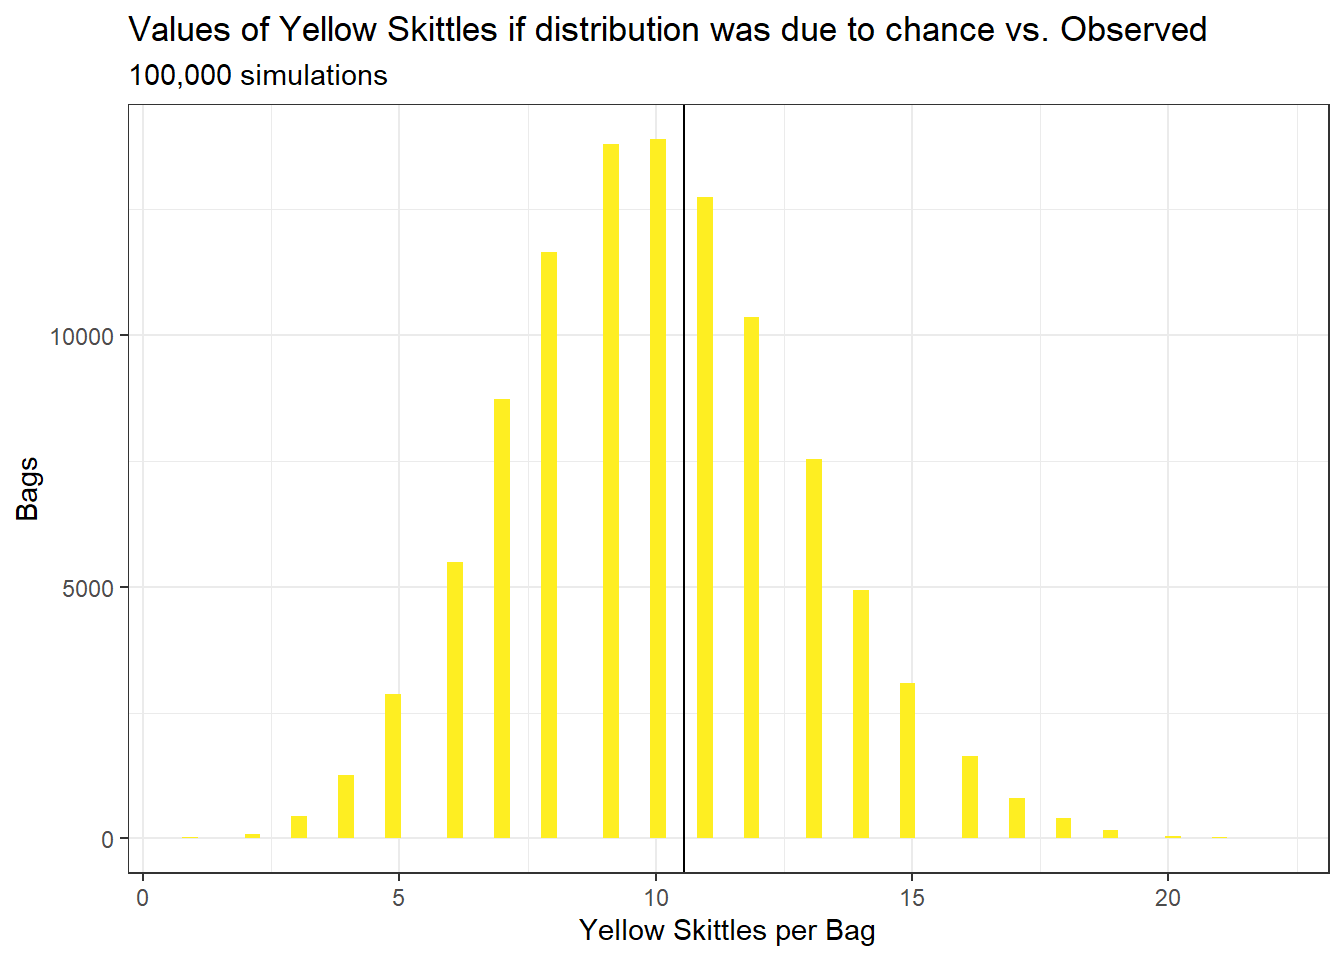 Values of Yellow Skittles if distribution was due to chance vs. Observed
100,000 simulations
Bags
10000
5000
0
0 5 10 15 20
Yellow Skittles per Bag